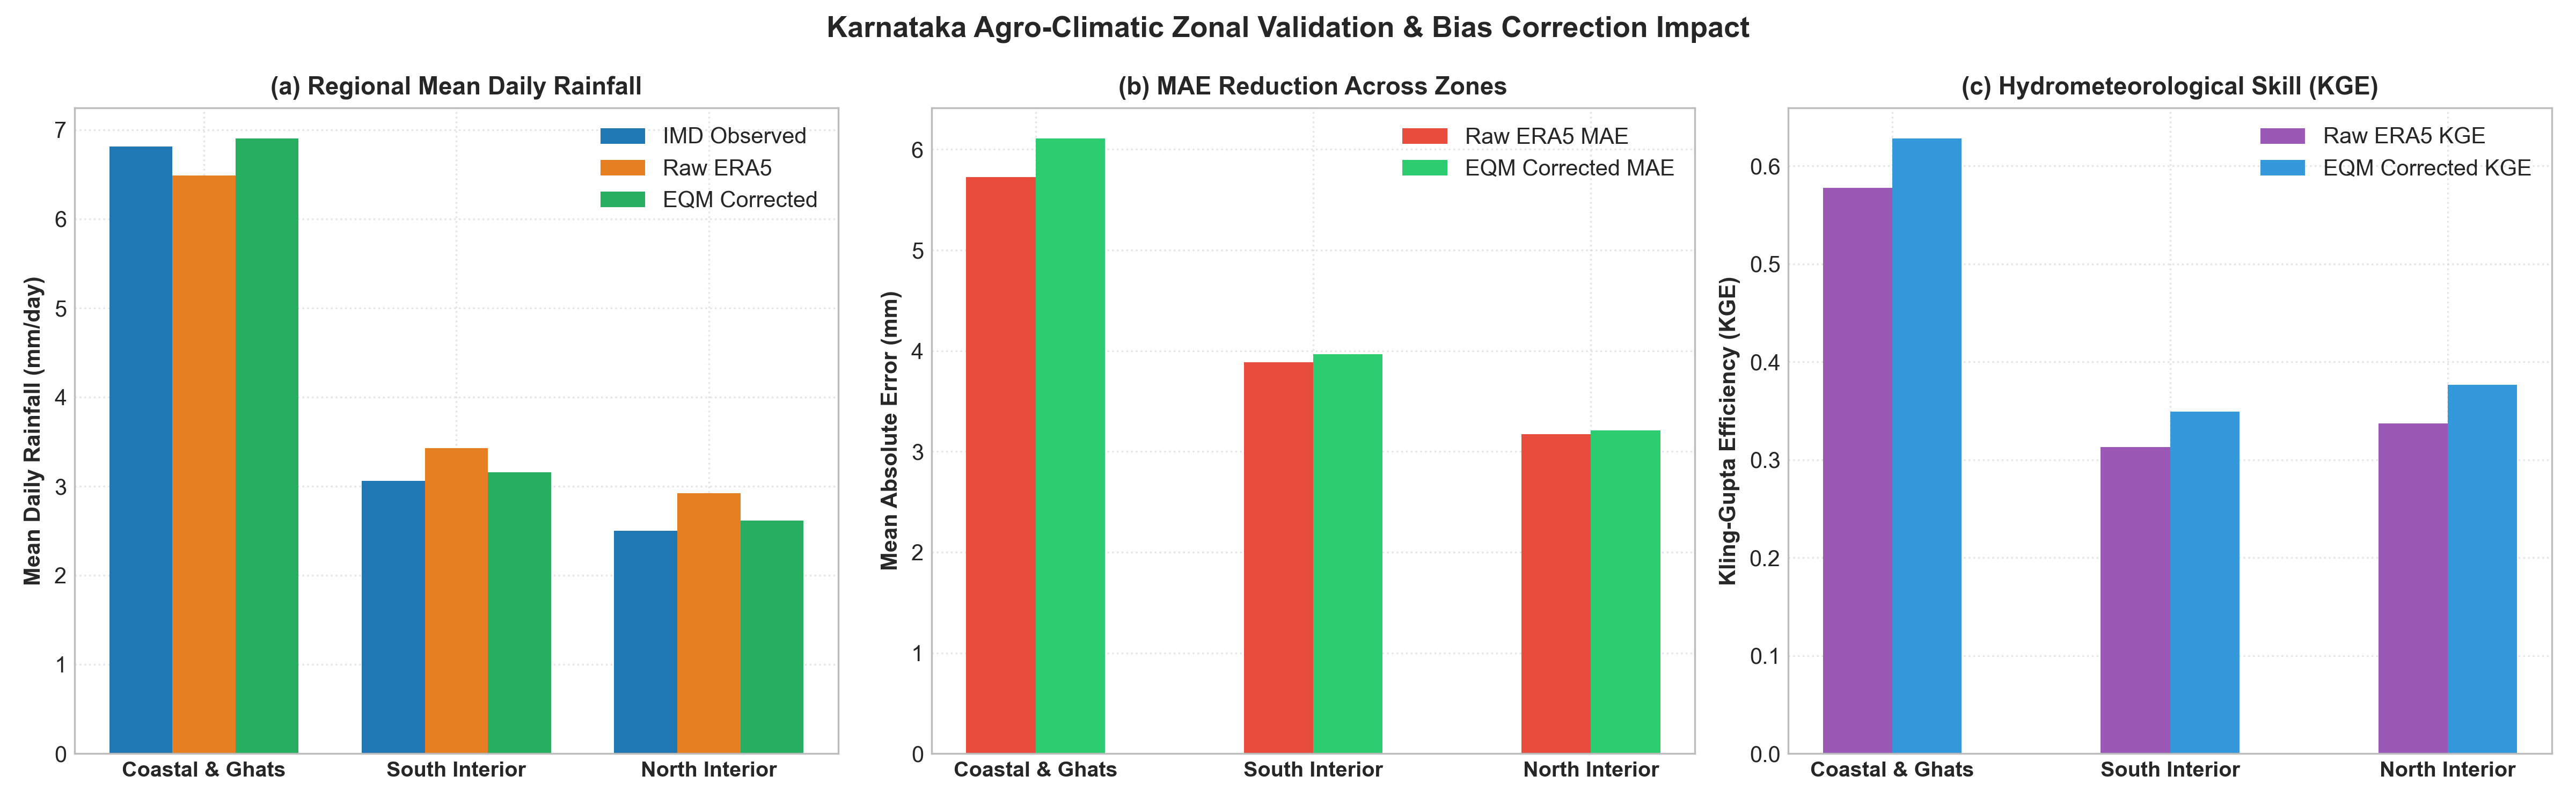 Karnataka Agro-Climatic Zonal Validation & Bias Correction Impact
(a) Regional Mean Daily Rainfall
Mean Daily Rainfall (mm/day)
7
6
5
4
3
2
1
0
IMD Observed
Raw ERA5
EQM Corrected
Coastal & Ghats
South Interior
North Interior
(b) MAE Reduction Across Zones
Mean Absolute Error (mm)
6
5
4
3
2
1
0
Raw ERA5 MAE
EQM Corrected MAE
Coastal & Ghats
South Interior
North Interior
(c) Hydrometeorological Skill (KGE)
Kling-Gupta Efficiency (KGE)
0.6
0.5
0.4
0.3
0.2
0.1
0.0
Raw ERA5 KGE
EQM Corrected KGE
Coastal & Ghats
South Interior
North Interior